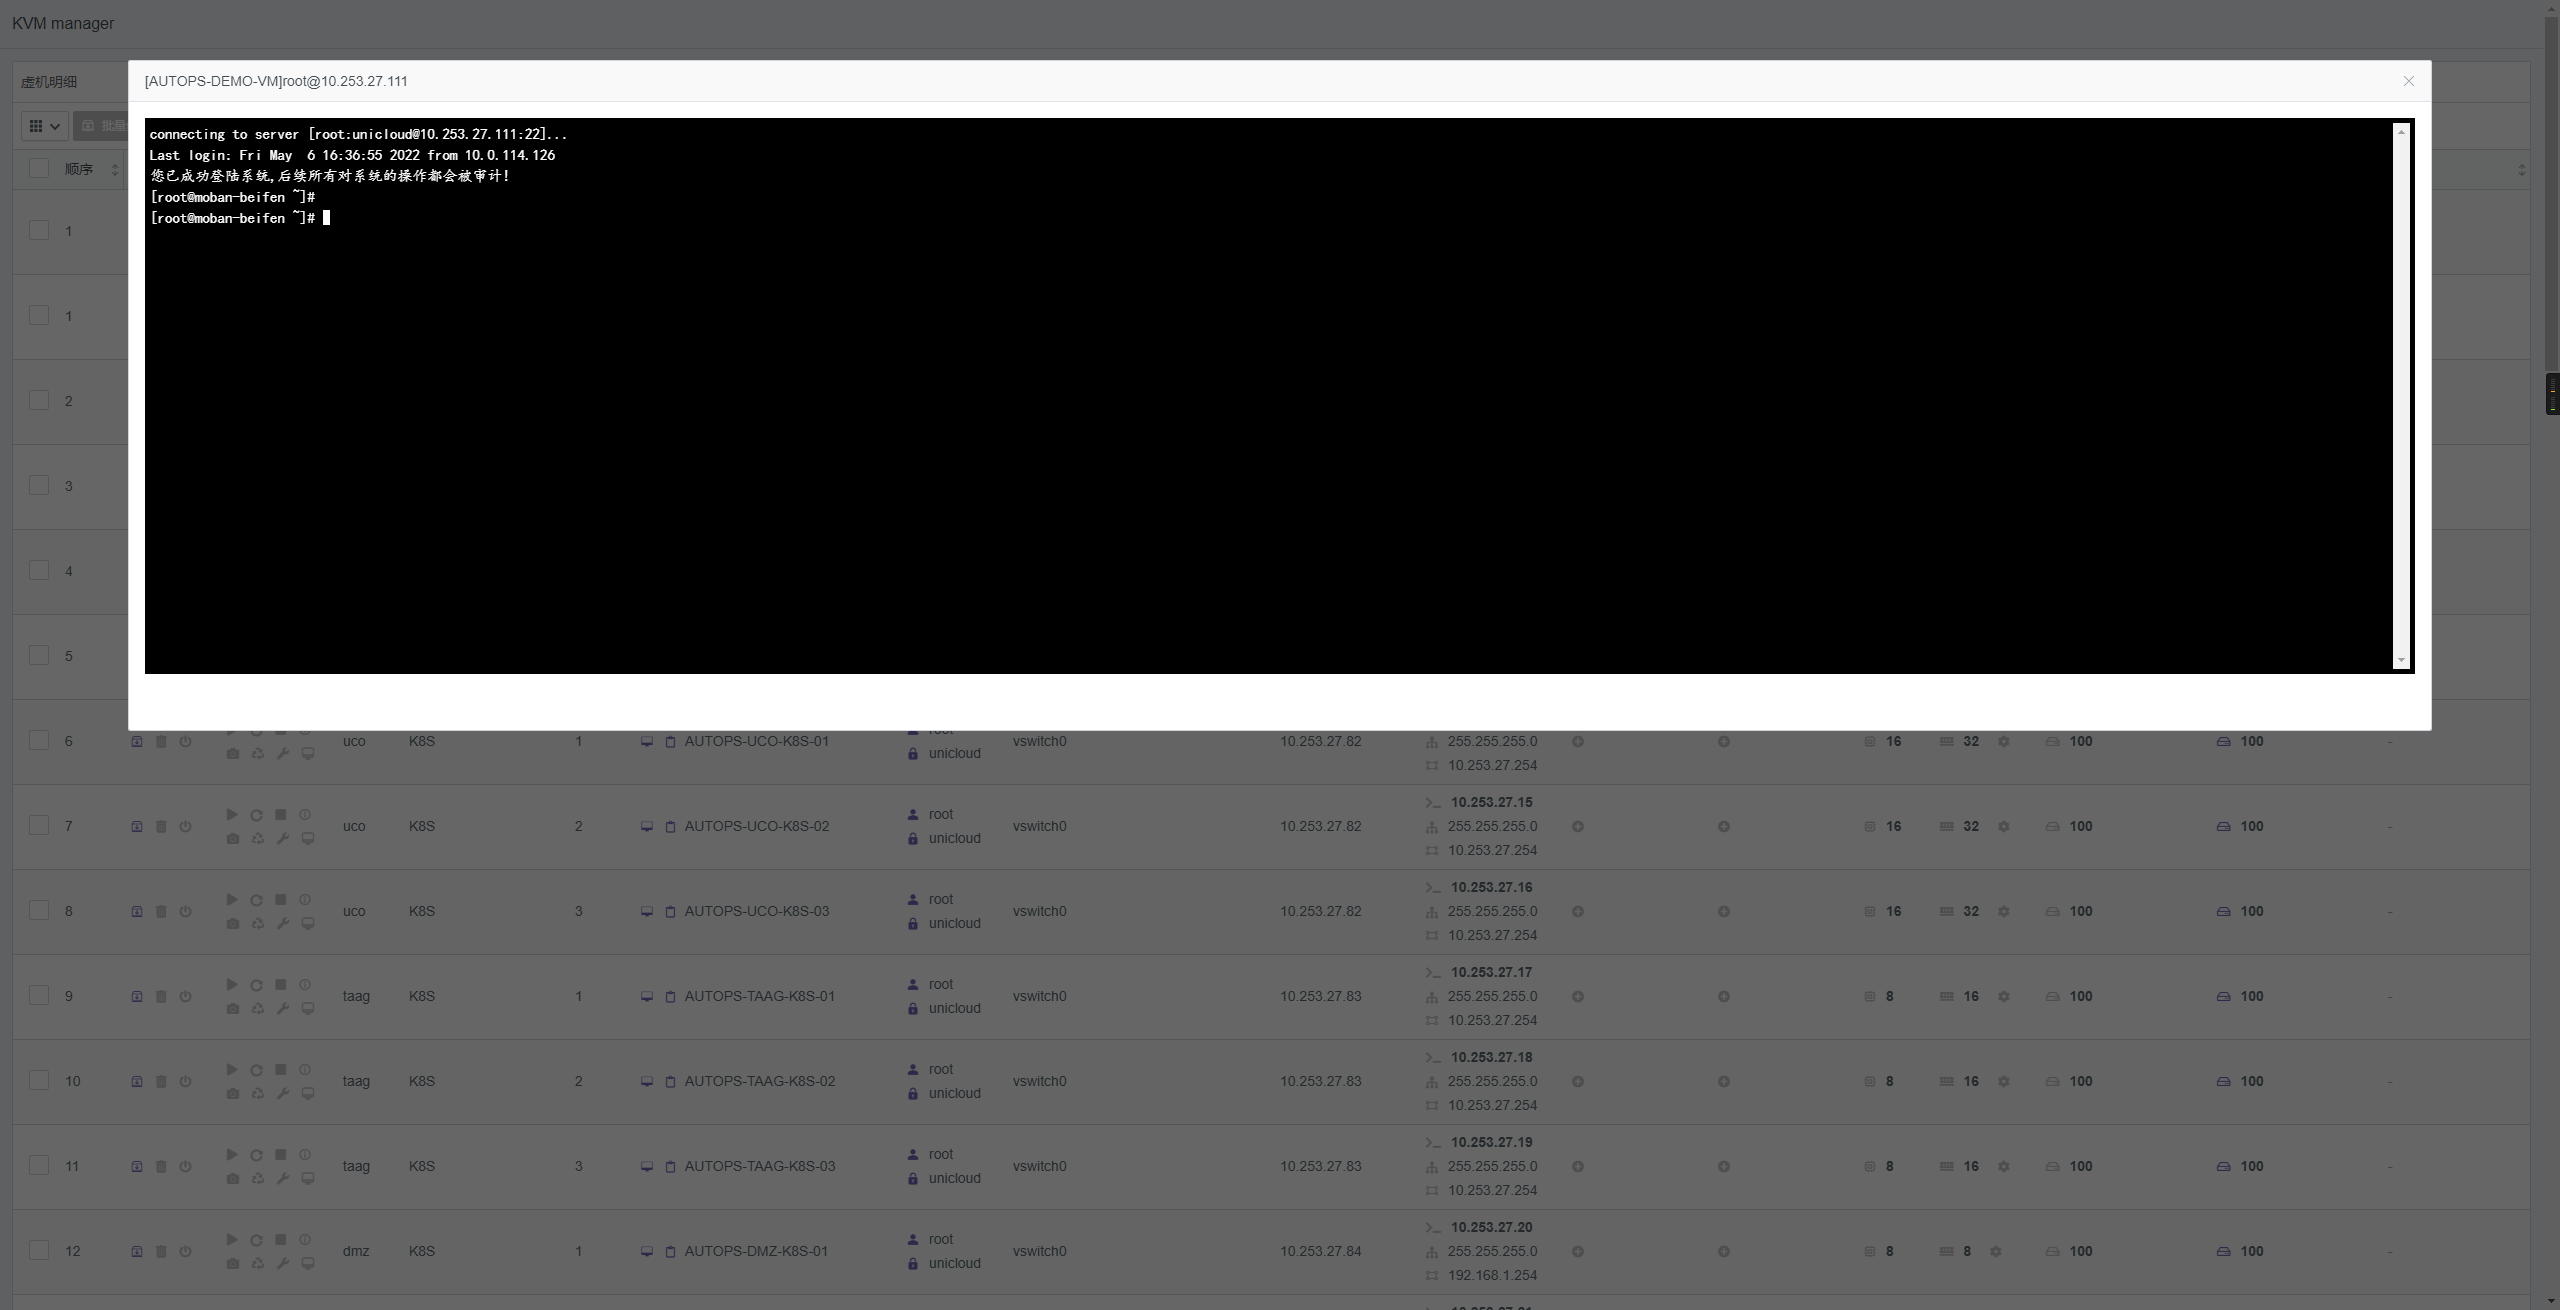 KVM manager
虚机明细
[AUTOPS-DEMO-VM]root@10.253.27.111
批量
顺序
connecting to server [root:unicloud@10.253.27.111:22]...
Last login: Fri May  6 16:36:55 2022 from 10.0.114.126
您已成功登陆系统,后续所有对系统的操作都会被审计!
[root@moban-beifen ~]#
[root@moban-beifen ~]#
1
1
2
3
4
5
6 uco K8S 1 AUTOPS-UCO-K8S-01 root unicloud vswitch0 10.253.27.82 255.255.255.0 10.253.27.254 16 32 100 100 -
7 uco K8S 2 AUTOPS-UCO-K8S-02 root unicloud vswitch0 10.253.27.82 10.253.27.15 255.255.255.0 10.253.27.254 16 32 100 100 -
8 uco K8S 3 AUTOPS-UCO-K8S-03 root unicloud vswitch0 10.253.27.82 10.253.27.16 255.255.255.0 10.253.27.254 16 32 100 100 -
9 taag K8S 1 AUTOPS-TAAG-K8S-01 root unicloud vswitch0 10.253.27.83 10.253.27.17 255.255.255.0 10.253.27.254 8 16 100 100 -
10 taag K8S 2 AUTOPS-TAAG-K8S-02 root unicloud vswitch0 10.253.27.83 10.253.27.18 255.255.255.0 10.253.27.254 8 16 100 100 -
11 taag K8S 3 AUTOPS-TAAG-K8S-03 root unicloud vswitch0 10.253.27.83 10.253.27.19 255.255.255.0 10.253.27.254 8 16 100 100 -
12 dmz K8S 1 AUTOPS-DMZ-K8S-01 root unicloud vswitch0 10.253.27.84 10.253.27.20 255.255.255.0 192.168.1.254 8 8 100 100 -